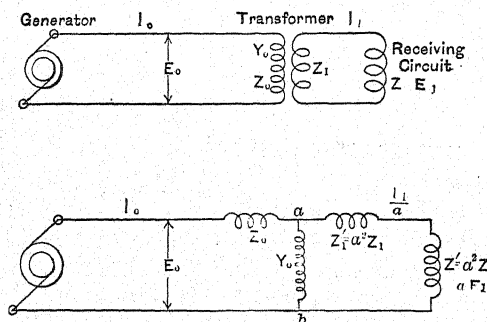 Generator I₀ Transformer I₁
Y₀ Receiving
E₀ Z₀ Z₁ Circuit
Z E₁
I₀ a I₁/a
Z₀ Z₁'=a²Z₁
E₀ Y₀ Z'=a²Z
a E₁
b